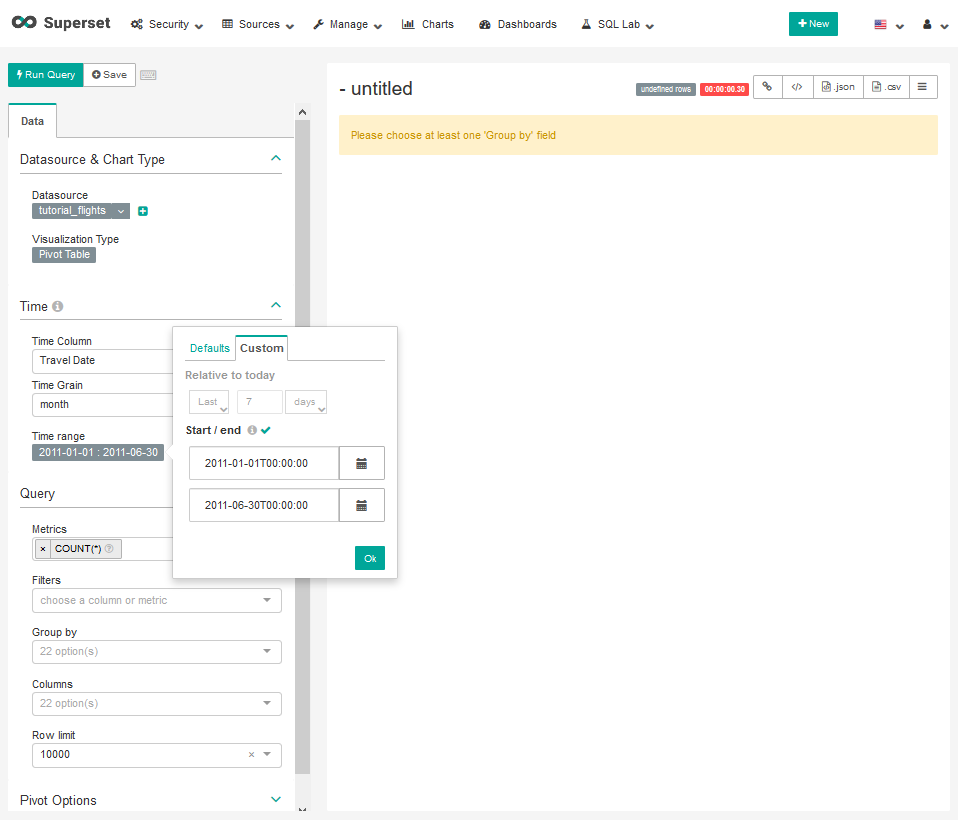 Superset Security Sources Manage Charts Dashboards SQL Lab New
Run Query Save
- untitled undefined rows 00:00:00.30 </> .json .csv
Data
Please choose at least one 'Group by' field
Datasource & Chart Type
Datasource
tutorial_flights
Visualization Type
Pivot Table
Time
Time Column
Travel Date
Time Grain
month
Time range
2011-01-01 : 2011-06-30
Defaults Custom
Relative to today
Last 7 days
Start / end
2011-01-01T00:00:00
2011-06-30T00:00:00
Ok
Query
Metrics
× COUNT(*)
Filters
choose a column or metric
Group by
22 option(s)
Columns
22 option(s)
Row limit
10000 ×
Pivot Options